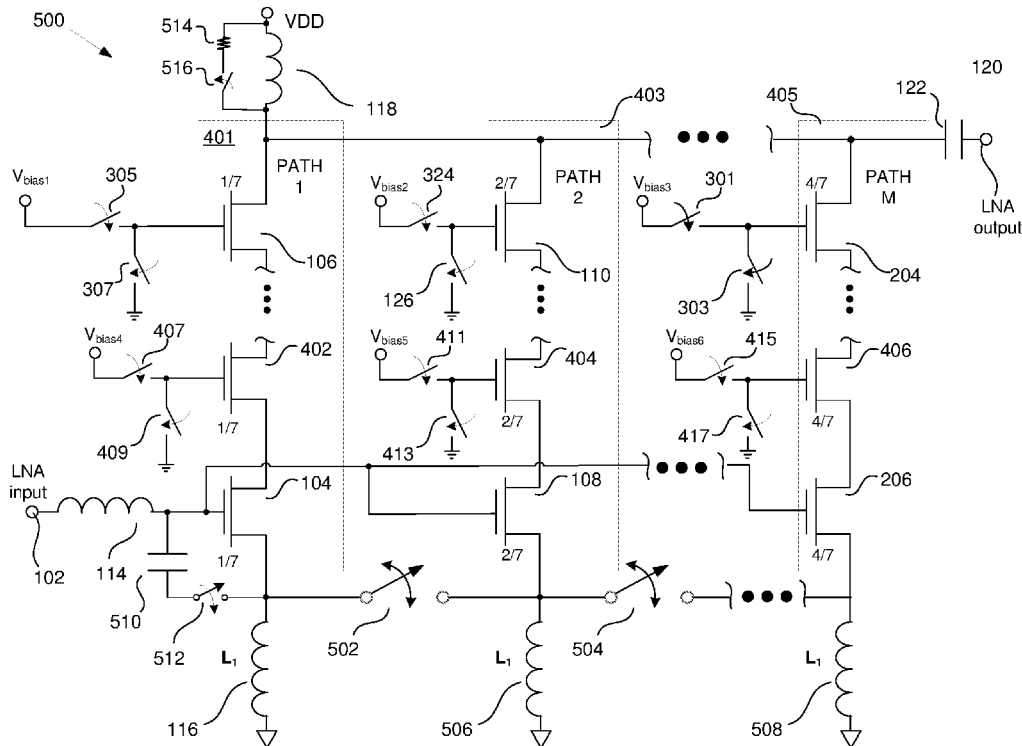 500
514
VDD
516
118
403
405
120
122
401
PATH
1
PATH
2
PATH
M
LNA
output
Vbias1
305
1/7
106
307
Vbias2
324
2/7
110
126
Vbias3
301
4/7
204
303
Vbias4
407
402
1/7
409
Vbias5
411
404
2/7
413
Vbias6
415
406
4/7
417
LNA
input
102
114
104
1/7
108
2/7
206
4/7
510
512
502
504
L1
116
L1
506
L1
508